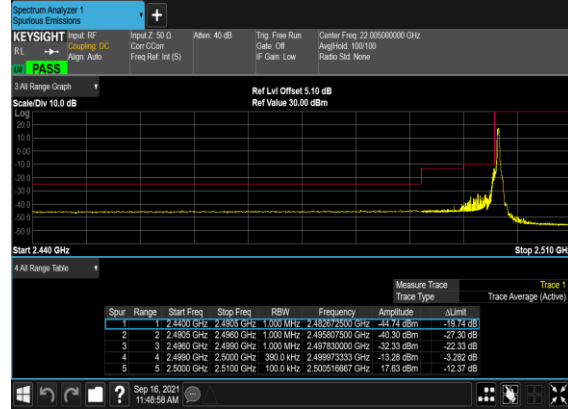 Spectrum Analyzer 1
Spurious Emissions
+
KEYSIGHT Input: RF Input Z: 50 Ω Atten: 40 dB Trig: Free Run Center Freq: 22.005000000 GHz
RL Coupling: DC Corr CCorr Gate: Off Avg|Hold: 100/100
Align: Auto Freq Ref: Int (S) IF Gain: Low Radio Std: None
PASS
3 All Range Graph
Ref Lvl Offset 5.10 dB
Scale/Div 10.0 dB Ref Value 30.00 dBm
Log
20.0
10.0
0.00
-10.0
-20.0
-30.0
-40.0
-50.0
-60.0
Start 2.440 GHz Stop 2.510 GHz
4 All Range Table
Measure Trace Trace 1
Trace Type Trace Average (Active)
Spur Range Start Freq Stop Freq RBW Frequency Amplitude ΔLimit
1 1 2.4400 GHz 2.4905 GHz 1.000 MHz 2.482672500 GHz -44.74 dBm -19.74 dB
2 2 2.4905 GHz 2.4960 GHz 1.000 MHz 2.495807500 GHz -40.30 dBm -27.30 dB
3 3 2.4960 GHz 2.4990 GHz 1.000 MHz 2.497830000 GHz -32.33 dBm -22.33 dB
4 4 2.4990 GHz 2.5000 GHz 390.0 kHz 2.499973333 GHz -13.28 dBm -3.282 dB
5 5 2.5000 GHz 2.5100 GHz 100.0 kHz 2.500516667 GHz 17.63 dBm -12.37 dB
?
Sep 16, 2021
11:48:58 AM